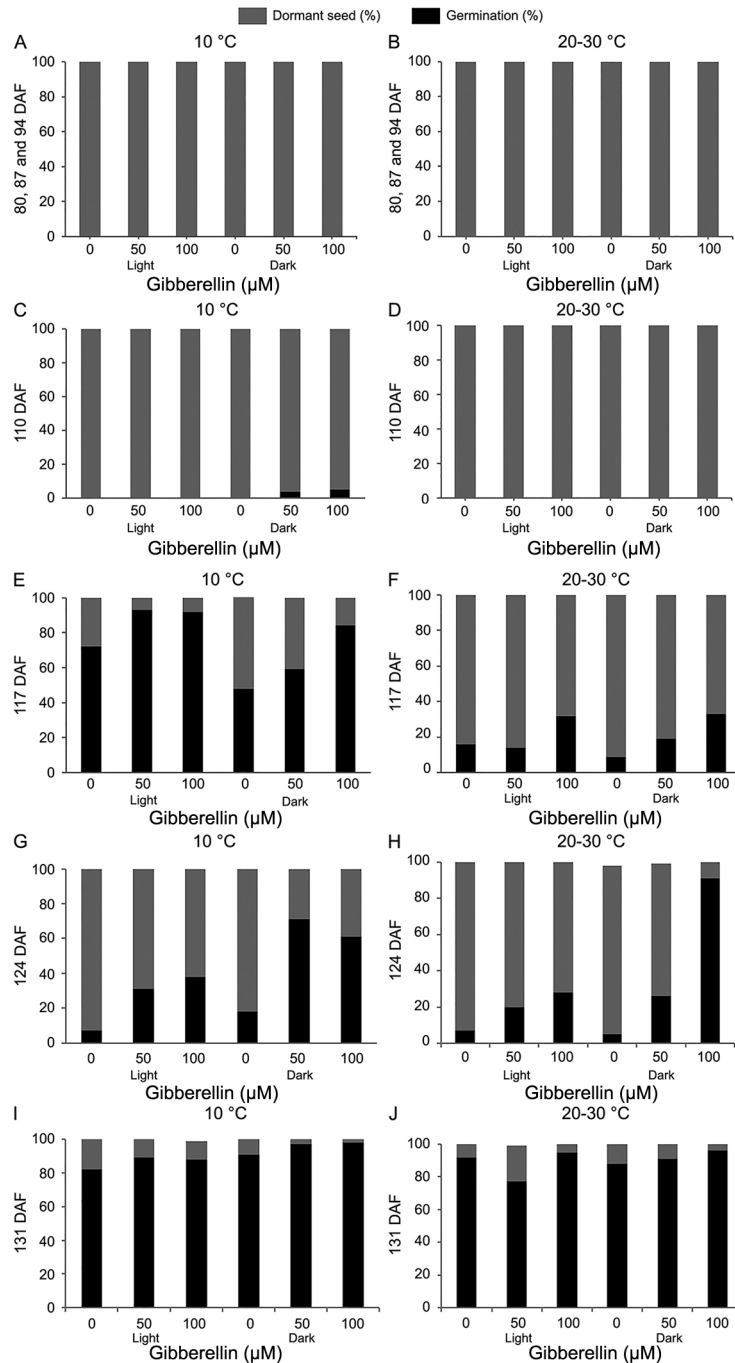 Dormant seed (%) Germination (%)
A 10 °C
80, 87 and 94 DAF
100
80
60
40
20
0
0 50 100 0 50 100
Light Dark
Gibberellin (µM)
B 20-30 °C
80, 87 and 94 DAF
100
80
60
40
20
0
0 50 100 0 50 100
Light Dark
Gibberellin (µM)
C 10 °C
110 DAF
100
80
60
40
20
0
0 50 100 0 50 100
Light Dark
Gibberellin (µM)
D 20-30 °C
110 DAF
100
80
60
40
20
0
0 50 100 0 50 100
Light Dark
Gibberellin (µM)
E 10 °C
117 DAF
100
80
60
40
20
0
0 50 100 0 50 100
Light Dark
Gibberellin (µM)
F 20-30 °C
117 DAF
100
80
60
40
20
0
0 50 100 0 50 100
Light Dark
Gibberellin (µM)
G 10 °C
124 DAF
100
80
60
40
20
0
0 50 100 0 50 100
Light Dark
Gibberellin (µM)
H 20-30 °C
124 DAF
100
80
60
40
20
0
0 50 100 0 50 100
Light Dark
Gibberellin (µM)
I 10 °C
131 DAF
100
80
60
40
20
0
0 50 100 0 50 100
Light Dark
Gibberellin (µM)
J 20-30 °C
131 DAF
100
80
60
40
20
0
0 50 100 0 50 100
Light Dark
Gibberellin (µM)